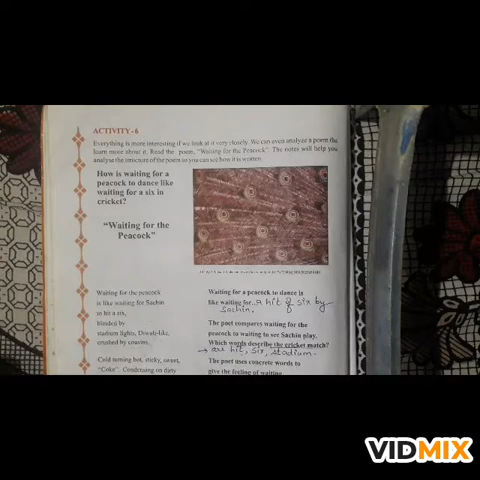 ACTIVITY-6
Everything is more interesting if we look at it very closely. We can even analyze a poem the
learn more about it. Read the poem, "Waiting for the Peacock". The notes will help you
analyse the structure of the poem so you can see how it is written.
How is waiting for a
peacock to dance like
waiting for a six in
cricket?
"Waiting for the
Peacock"
Waiting for the peacock
is like waiting for Sachin
to hit a six,
blinded by
stadium lights, Diwali-like,
crushed by cousins,
Cold turning hot, sticky, sweet,
"Coke". Condensing on dirty
Waiting for a peacock to dance is
like waiting for.. a hit of six by
Sachin.
The poet compares waiting for the
peacock to waiting to see Sachin play.
Which words describe the cricket match?
→ are hit, six, stadium.
The poet uses concrete words to
give the feeling of waiting
VIDMIX